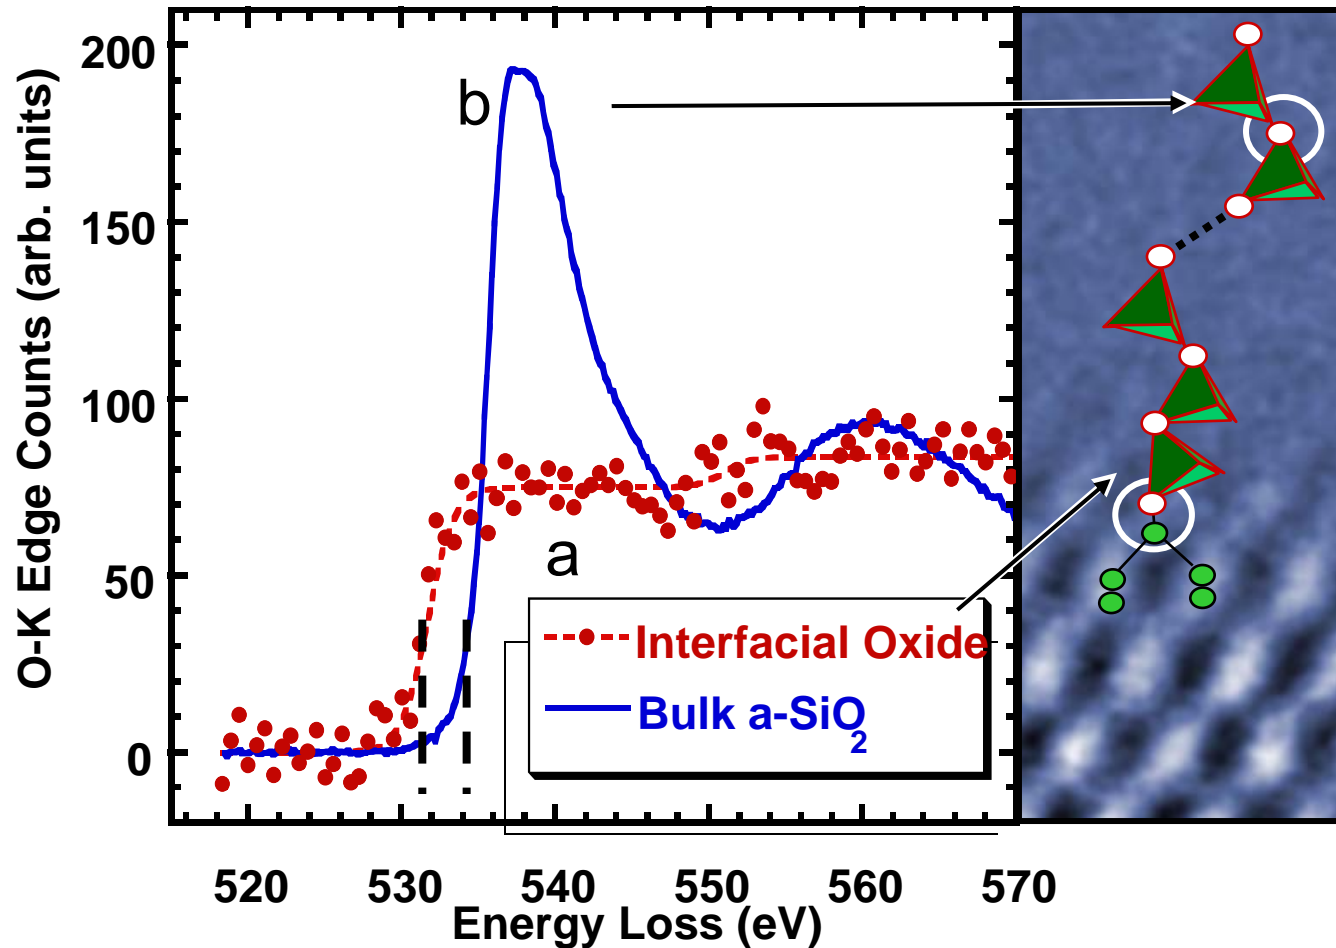 O-K Edge Counts (arb. units)
200
150
100
50
0
b
a
Interfacial Oxide
Bulk a-SiO2
520 530 540 550 560 570
Energy Loss (eV)